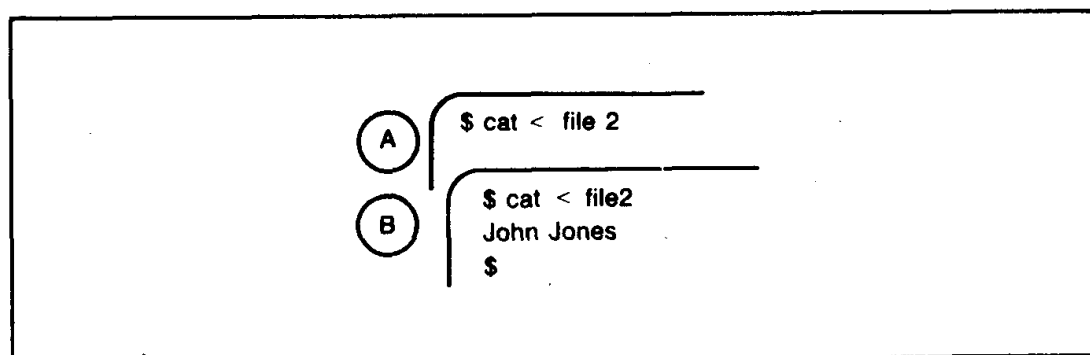 A
$ cat < file 2
B
$ cat < file2
John Jones
$